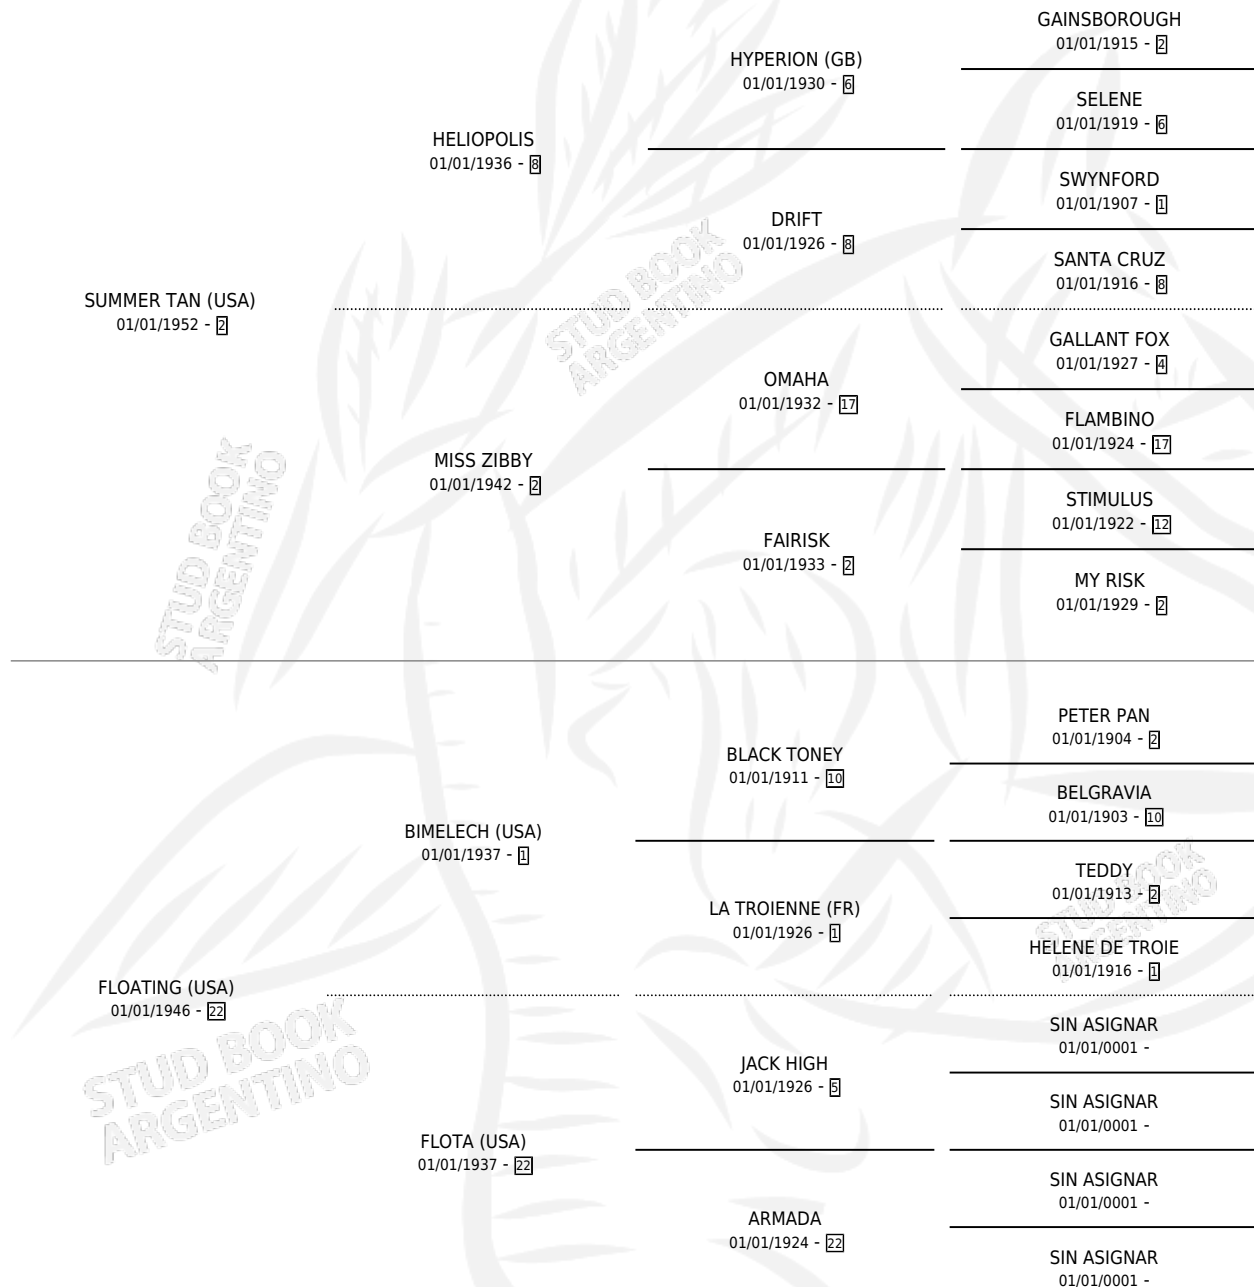 GAINSBOROUGH
01/01/1915 - 2
HYPERION (GB)
01/01/1930 - 6
SELENE
01/01/1919 - 6
HELIOPOLIS
01/01/1936 - 8
SWYNFORD
01/01/1907 - 1
DRIFT
01/01/1926 - 8
SANTA CRUZ
01/01/1916 - 8
SUMMER TAN (USA)
01/01/1952 - 2
GALLANT FOX
01/01/1927 - 4
OMAHA
01/01/1932 - 17
FLAMBINO
01/01/1924 - 17
MISS ZIBBY
01/01/1942 - 2
STIMULUS
01/01/1922 - 12
FAIRISK
01/01/1933 - 2
MY RISK
01/01/1929 - 2
PETER PAN
01/01/1904 - 2
BLACK TONEY
01/01/1911 - 10
BELGRAVIA
01/01/1903 - 10
BIMELECH (USA)
01/01/1937 - 1
TEDDY
01/01/1913 - 2
LA TROIENNE (FR)
01/01/1926 - 1
HELENE DE TROIE
01/01/1916 - 1
FLOATING (USA)
01/01/1946 - 22
SIN ASIGNAR
01/01/0001 -
JACK HIGH
01/01/1926 - 5
SIN ASIGNAR
01/01/0001 -
FLOTA (USA)
01/01/1937 - 22
SIN ASIGNAR
01/01/0001 -
ARMADA
01/01/1924 - 22
SIN ASIGNAR
01/01/0001 -
STUD BOOK
ARGENTINO
STUD BOOK
ARGENTINO
STUD BOOK
ARGENTINO
STUD BOOK
ARGENTINO